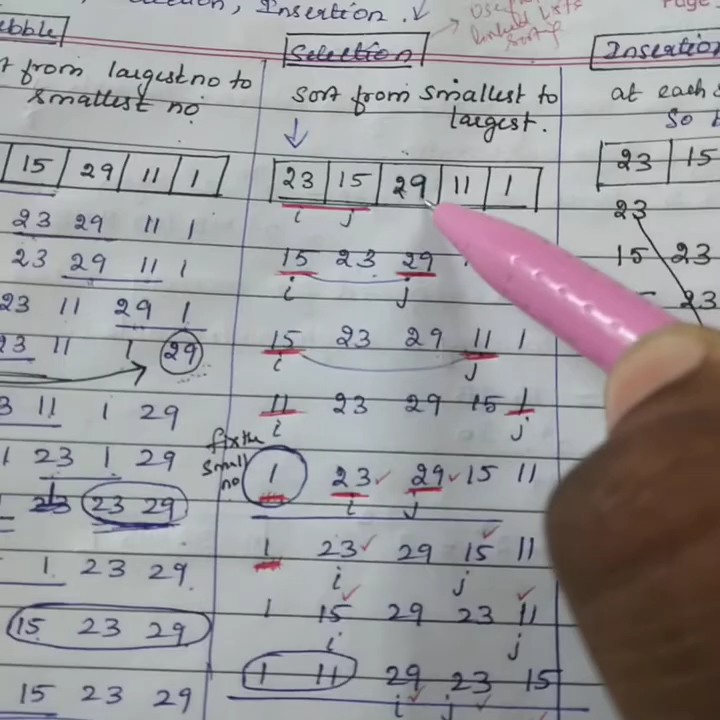 Insertion.
Selection
Insertion
from largest no to
smallest no
sort from smallest to
largest.
at each
So
15 29 11 1
23 15 29 11 1
23 15
i j
23 29 11 1
23
23 29 11 1
15 23 29
15 23
i j
23 11 29 1
23
15 23 29 11 1
i j
23 11 1 29
11 23 29 15 1
i j
11 1 29
fix the
small
no
1 23 29 15 11
i j
23 1 29
23 29
1 23 29 15 11
i j
1 23 29
1 15 29 23 11
i j
15 23 29
1 11 29 23 15
i j
15 23 29